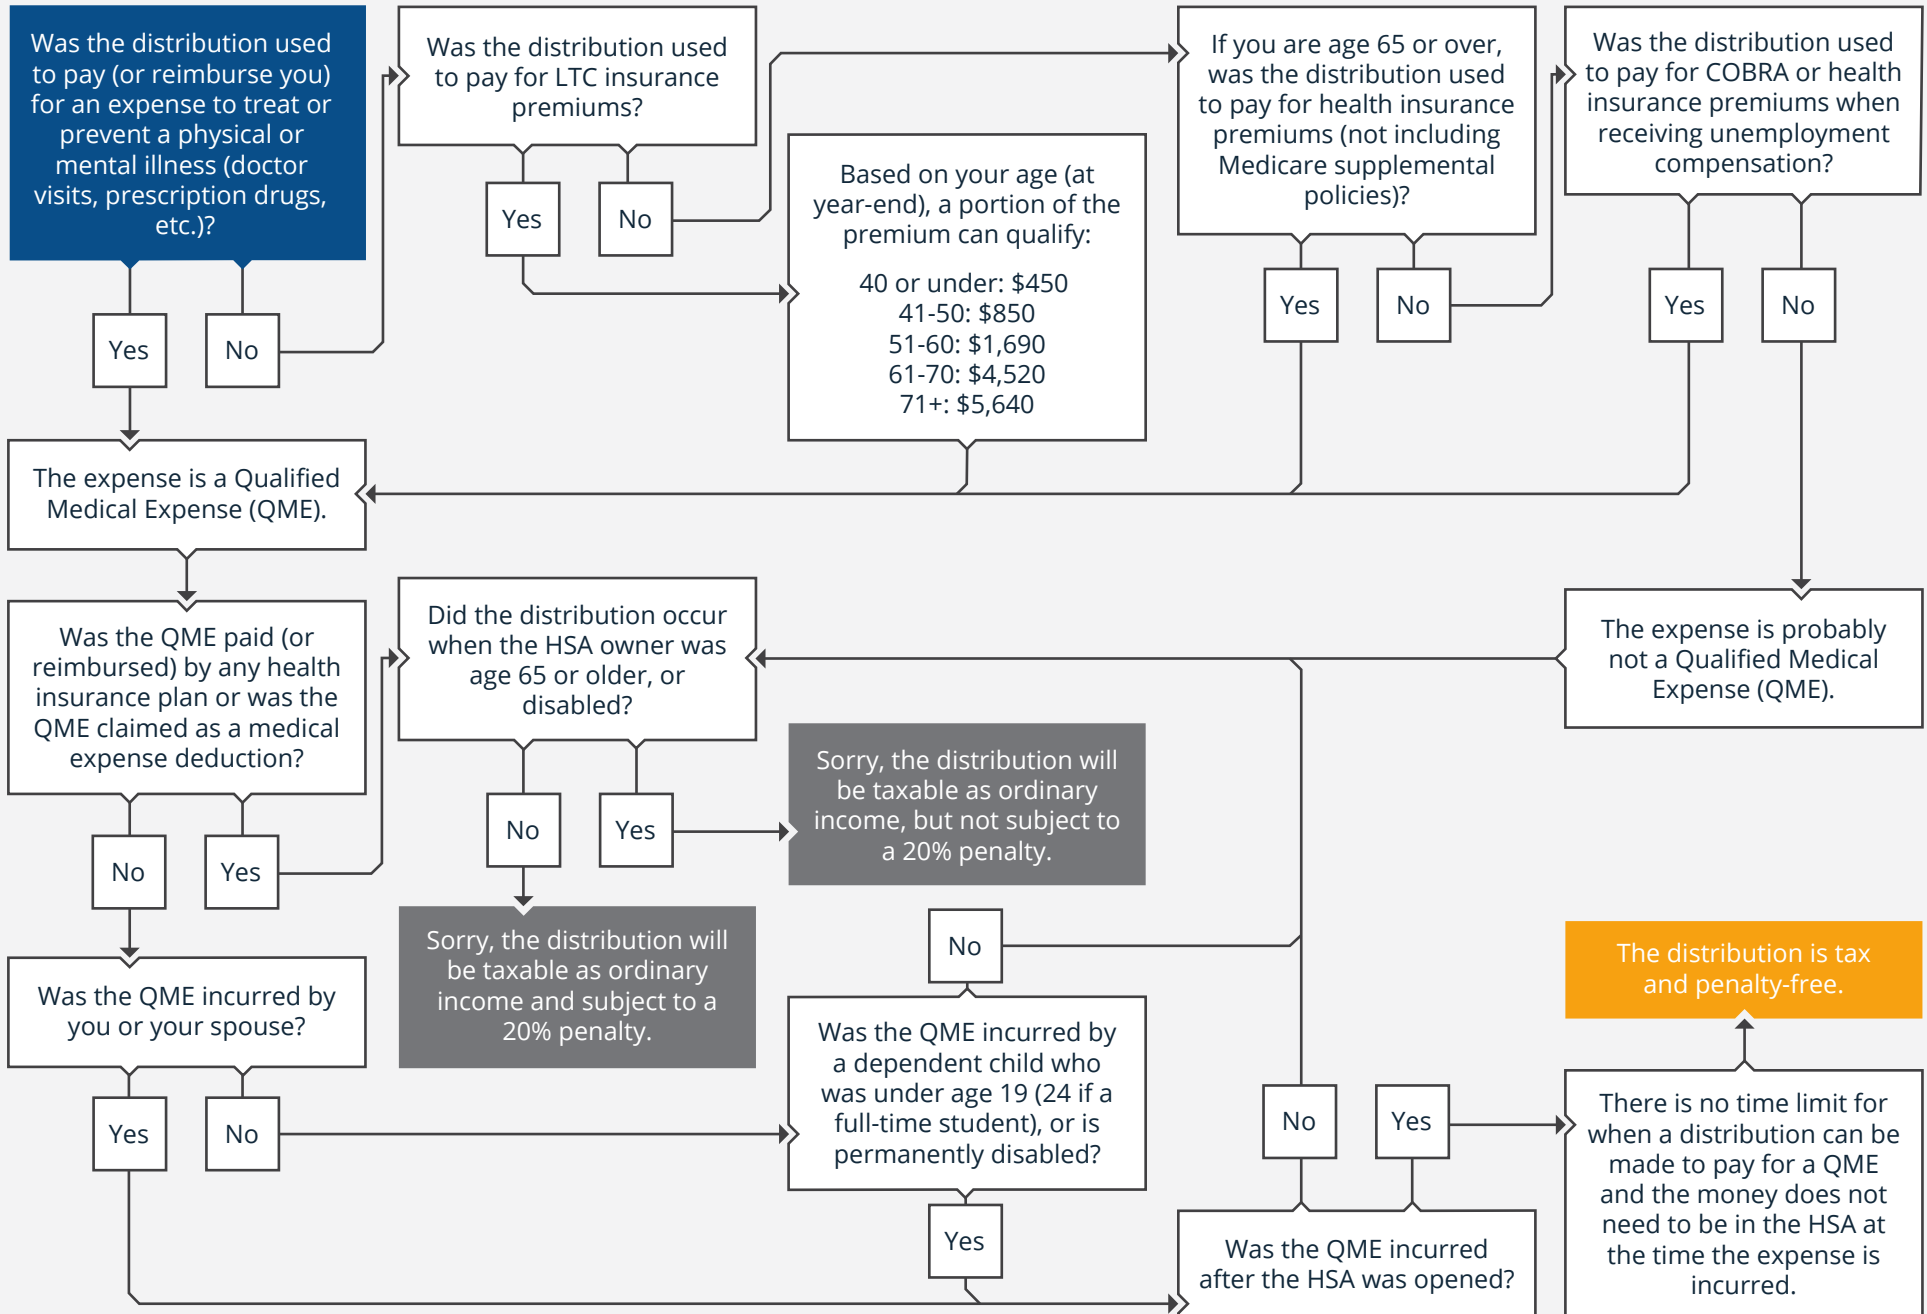 Was the distribution used
to pay (or reimburse you)
for an expense to treat or
prevent a physical or
mental illness (doctor
visits, prescription drugs,
etc.)?
Yes
No
Was the distribution used
to pay for LTC insurance
premiums?
Yes
No
Based on your age (at
year-end), a portion of the
premium can qualify:
40 or under: $450
41-50: $850
51-60: $1,690
61-70: $4,520
71+: $5,640
If you are age 65 or over,
was the distribution used
to pay for health insurance
premiums (not including
Medicare supplemental
policies)?
Yes
No
Was the distribution used
to pay for COBRA or health
insurance premiums when
receiving unemployment
compensation?
Yes
No
The expense is a Qualified
Medical Expense (QME).
Was the QME paid (or
reimbursed) by any health
insurance plan or was the
QME claimed as a medical
expense deduction?
No
Yes
Did the distribution occur
when the HSA owner was
age 65 or older, or
disabled?
No
Yes
Sorry, the distribution will
be taxable as ordinary
income, but not subject to
a 20% penalty.
Sorry, the distribution will
be taxable as ordinary
income and subject to a
20% penalty.
The expense is probably
not a Qualified Medical
Expense (QME).
Was the QME incurred by
you or your spouse?
Yes
No
No
Was the QME incurred by
a dependent child who
was under age 19 (24 if a
full-time student), or is
permanently disabled?
Yes
No
Yes
Was the QME incurred
after the HSA was opened?
The distribution is tax
and penalty-free.
There is no time limit for
when a distribution can be
made to pay for a QME
and the money does not
need to be in the HSA at
the time the expense is
incurred.